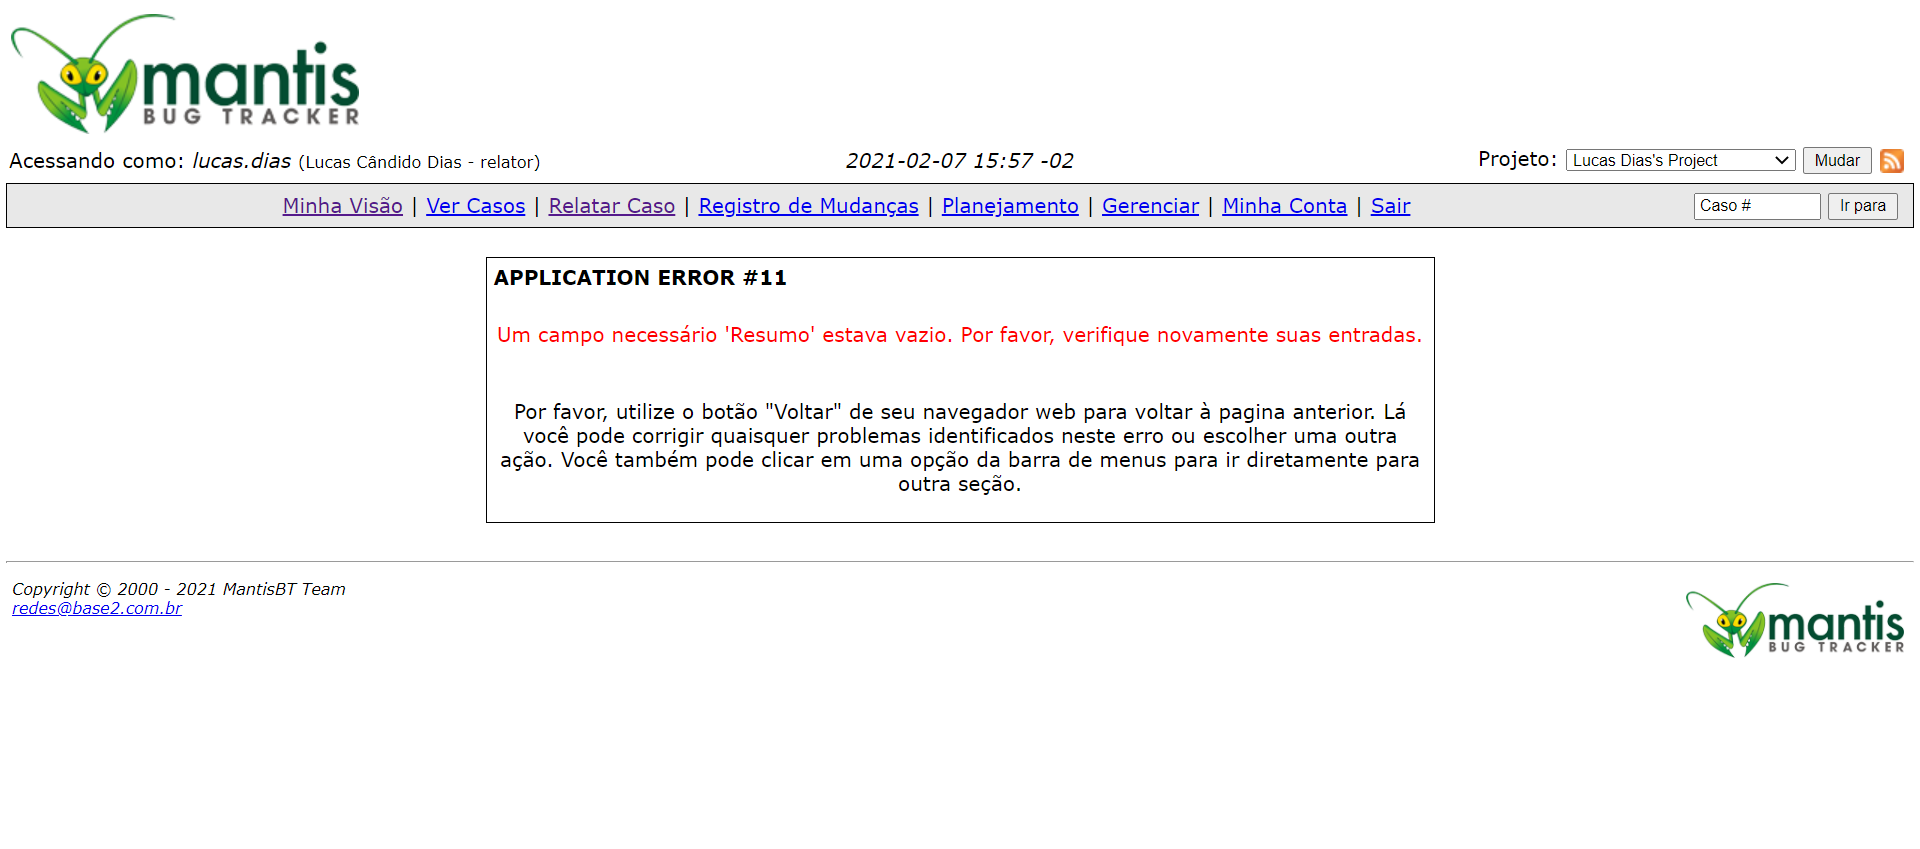 mantis
BUG TRACKER
Acessando como: lucas.dias (Lucas Cândido Dias - relator)
2021-02-07 15:57 -02
Projeto: Lucas Dias's Project Mudar
Minha Visão | Ver Casos | Relatar Caso | Registro de Mudanças | Planejamento | Gerenciar | Minha Conta | Sair
Caso # Ir para
APPLICATION ERROR #11
Um campo necessário 'Resumo' estava vazio. Por favor, verifique novamente suas entradas.
Por favor, utilize o botão "Voltar" de seu navegador web para voltar à pagina anterior. Lá
você pode corrigir quaisquer problemas identificados neste erro ou escolher uma outra
ação. Você também pode clicar em uma opção da barra de menus para ir diretamente para
outra seção.
Copyright © 2000 - 2021 MantisBT Team
redes@base2.com.br
mantis
BUG TRACKER